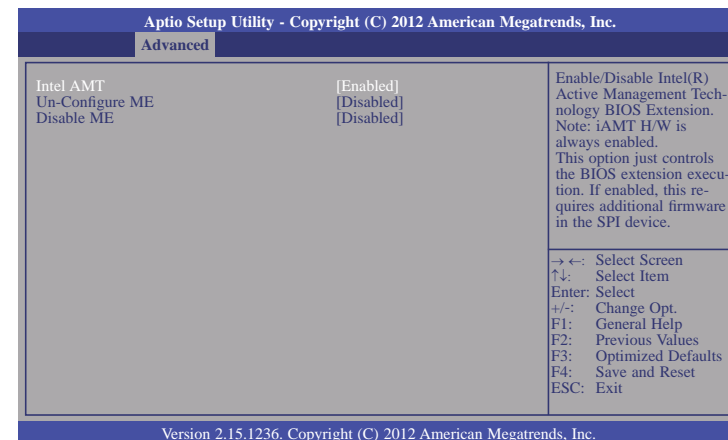 Aptio Setup Utility - Copyright (C) 2012 American Megatrends, Inc.
Advanced
Intel AMT [Enabled]
Un-Configure ME [Disabled]
Disable ME [Disabled]
Enable/Disable Intel(R)
Active Management Tech-
nology BIOS Extension.
Note: iAMT H/W is
always enabled.
This option just controls
the BIOS extension execu-
tion. If enabled, this re-
quires additional firmware
in the SPI device.
→←: Select Screen
↑↓: Select Item
Enter: Select
+/-: Change Opt.
F1: General Help
F2: Previous Values
F3: Optimized Defaults
F4: Save and Reset
ESC: Exit
Version 2.15.1236. Copyright (C) 2012 American Megatrends, Inc.